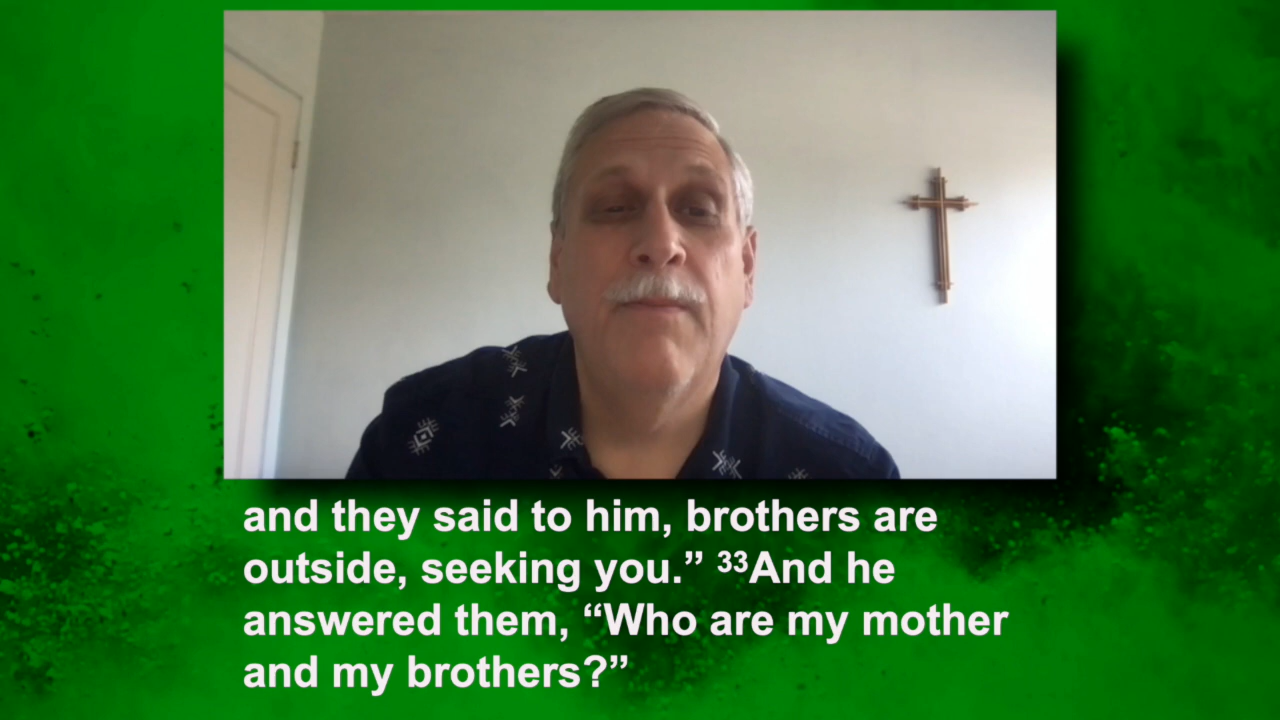 and they said to him, brothers are
outside, seeking you.” ³³And he
answered them, “Who are my mother
and my brothers?”